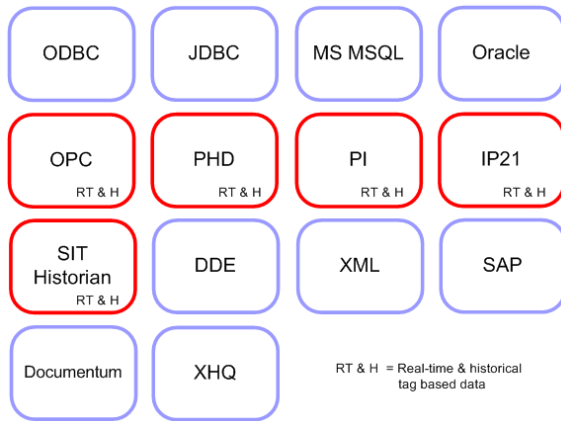 ODBC
JDBC
MS MSQL
Oracle
OPC
RT & H
PHD
RT & H
PI
RT & H
IP21
RT & H
SIT
Historian
RT & H
DDE
XML
SAP
Documentum
XHQ
RT & H = Real-time & historical
tag based data